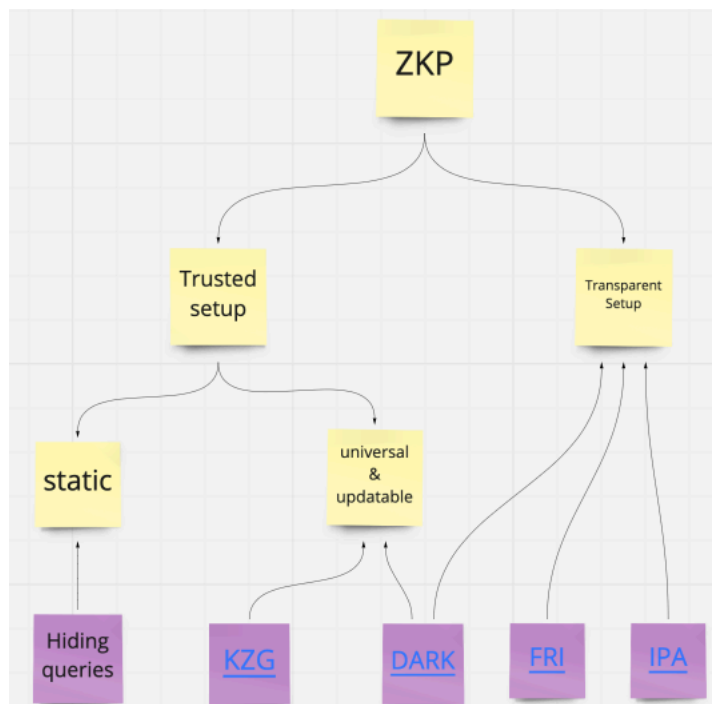 ZKP
Trusted
setup
Transparent
Setup
static
universal
&
updatable
Hiding
queries
KZG
DARK
FRI
IPA